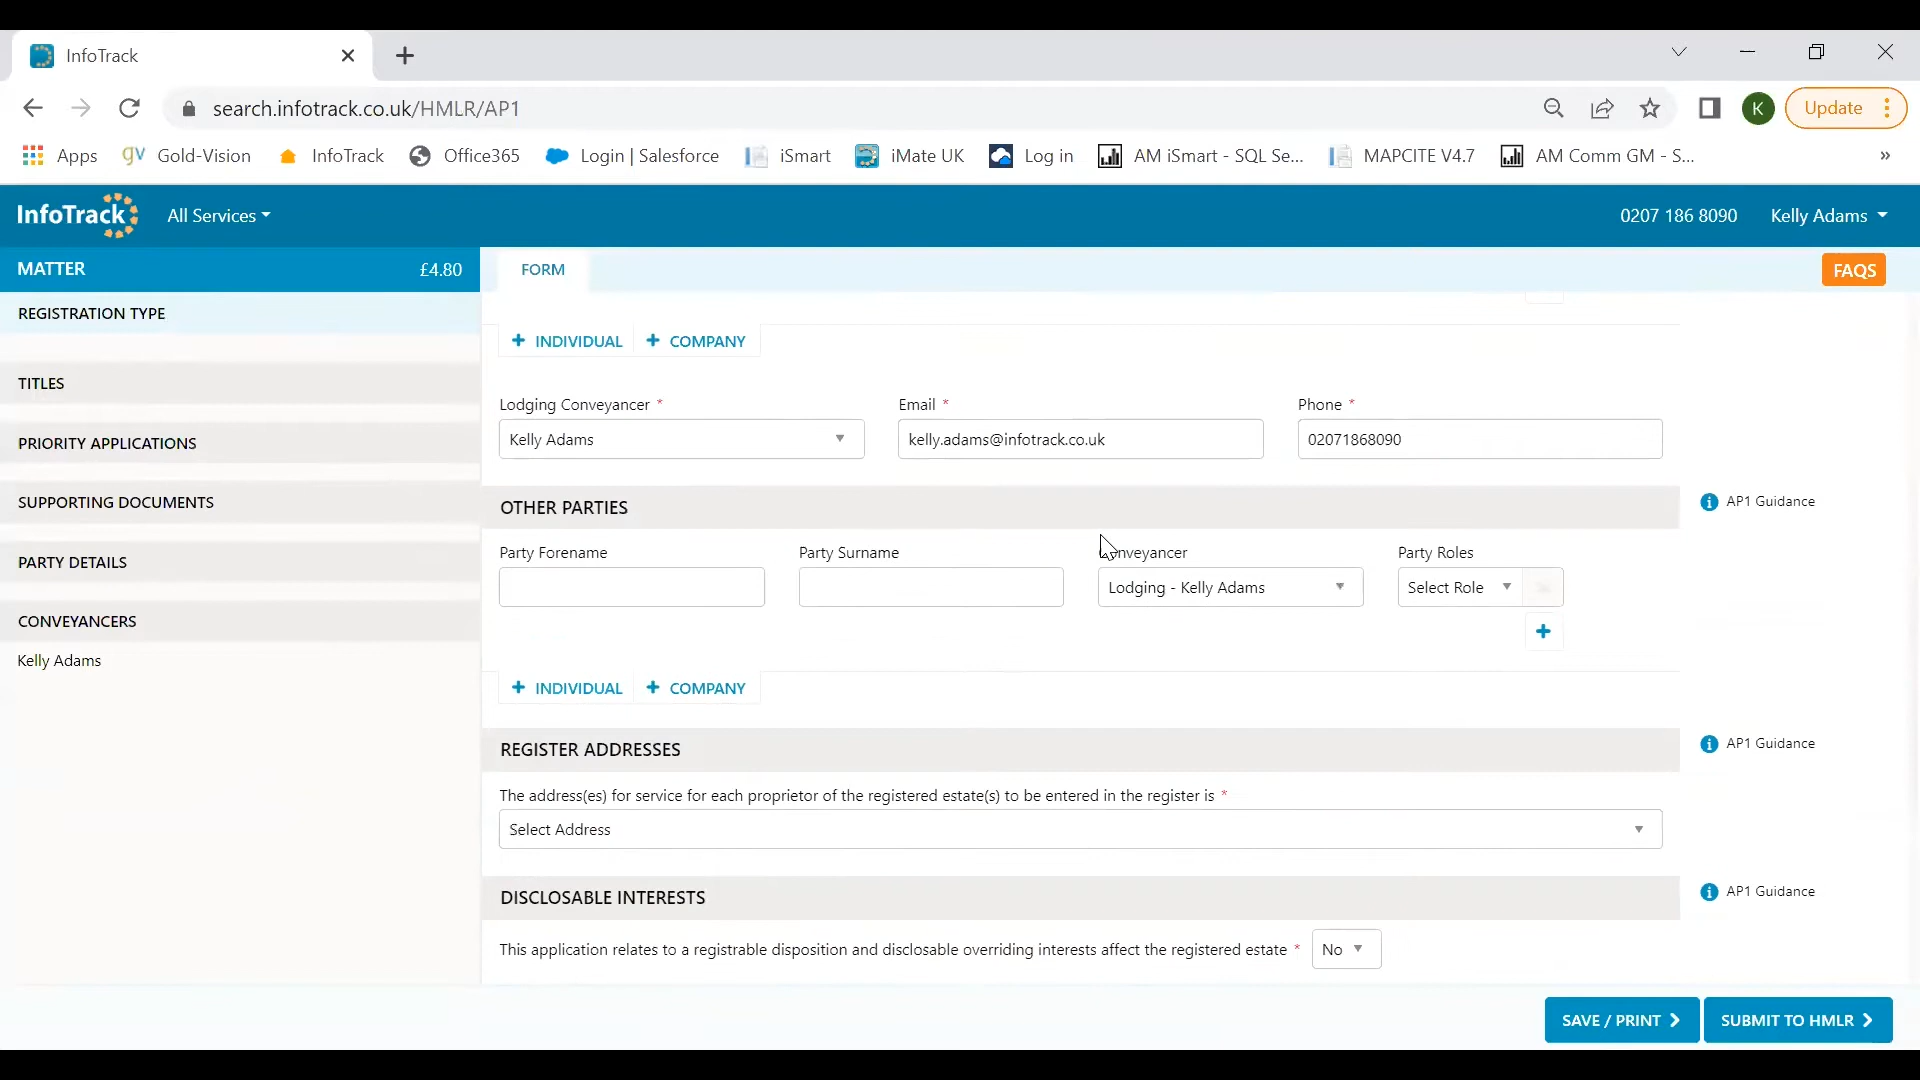 InfoTrack
search.infotrack.co.uk/HMLR/AP1
K
Update
Apps
gv Gold-Vision
InfoTrack
Office365
Login | Salesforce
iSmart
iMate UK
Log in
AM iSmart - SQL Se...
MAPCITE V4.7
AM Comm GM - S...
»
InfoTrack
All Services
0207 186 8090
Kelly Adams
MATTER
£4.80
FORM
FAQS
REGISTRATION TYPE
TITLES
PRIORITY APPLICATIONS
SUPPORTING DOCUMENTS
PARTY DETAILS
CONVEYANCERS
Kelly Adams
+ INDIVIDUAL
+ COMPANY
Lodging Conveyancer *
Email *
Phone *
Kelly Adams
kelly.adams@infotrack.co.uk
02071868090
OTHER PARTIES
AP1 Guidance
Party Forename
Party Surname
Conveyancer
Party Roles
Lodging - Kelly Adams
Select Role
+
+ INDIVIDUAL
+ COMPANY
REGISTER ADDRESSES
AP1 Guidance
The address(es) for service for each proprietor of the registered estate(s) to be entered in the register is *
Select Address
DISCLOSABLE INTERESTS
AP1 Guidance
This application relates to a registrable disposition and disclosable overriding interests affect the registered estate *
No
SAVE / PRINT
SUBMIT TO HMLR